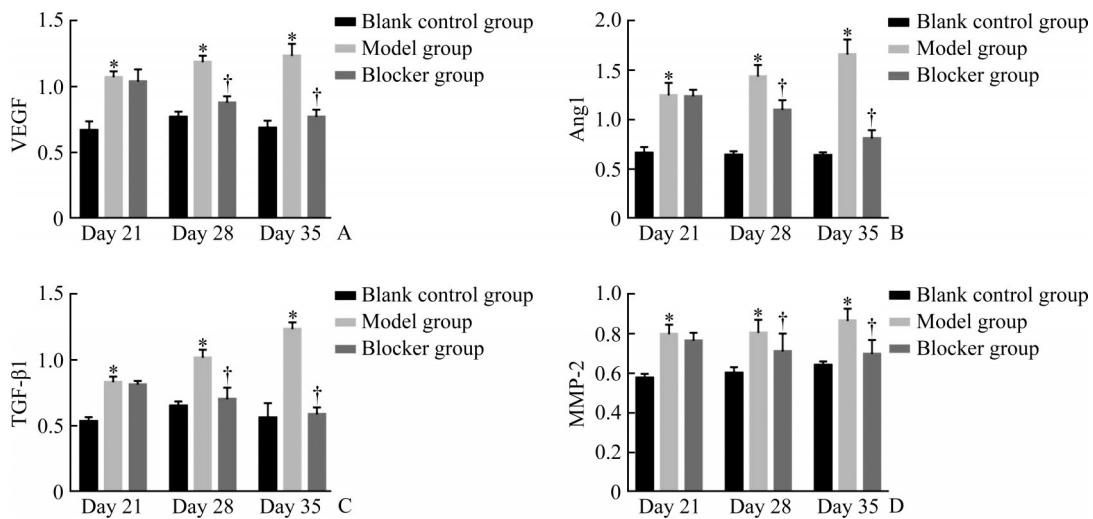 VEGF
1.5
1.0
0.5
0
* * † * †
Day 21 Day 28 Day 35 A
Blank control group
Model group
Blocker group
Ang1
2.0
1.5
1.0
0.5
0
* * † * †
Day 21 Day 28 Day 35 B
Blank control group
Model group
Blocker group
TGF-β1
1.5
1.0
0.5
0
* * † * †
Day 21 Day 28 Day 35 C
Blank control group
Model group
Blocker group
MMP-2
1.0
0.8
0.6
0.4
0.2
0
* * † * †
Day 21 Day 28 Day 35 D
Blank control group
Model group
Blocker group